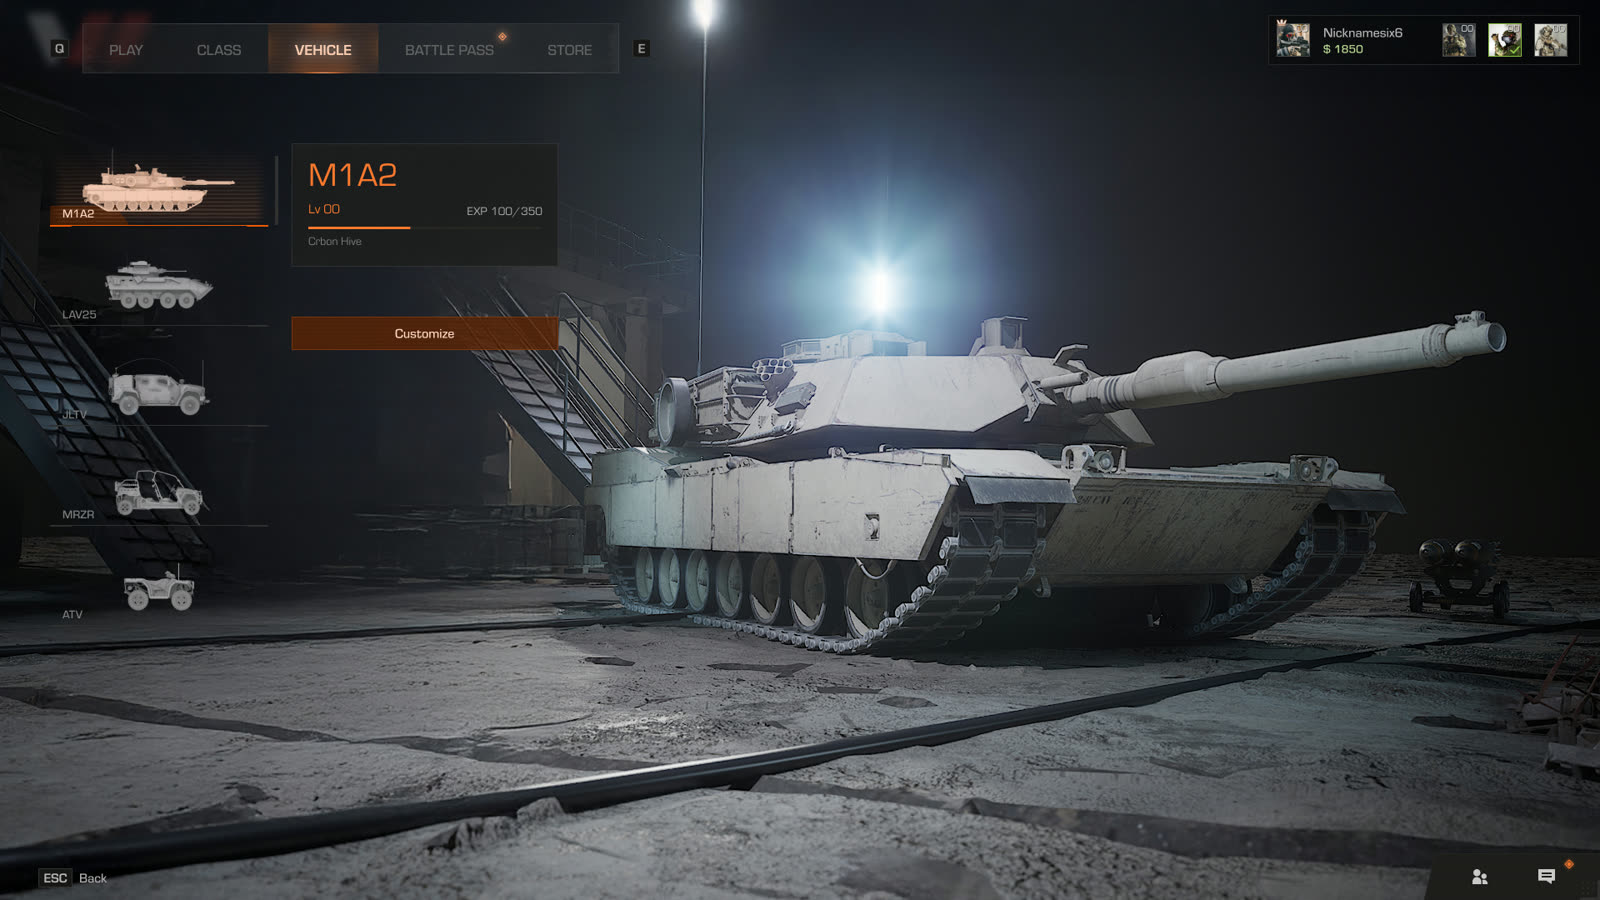 Q
PLAY
CLASS
VEHICLE
BATTLE PASS
STORE
E
Nicknamesix6
$ 1850
00
M1A2
LAV25
JLTV
MRZR
ATV
M1A2
Lv 00
EXP 100/350
Crbon Hive
Customize
ESC Back